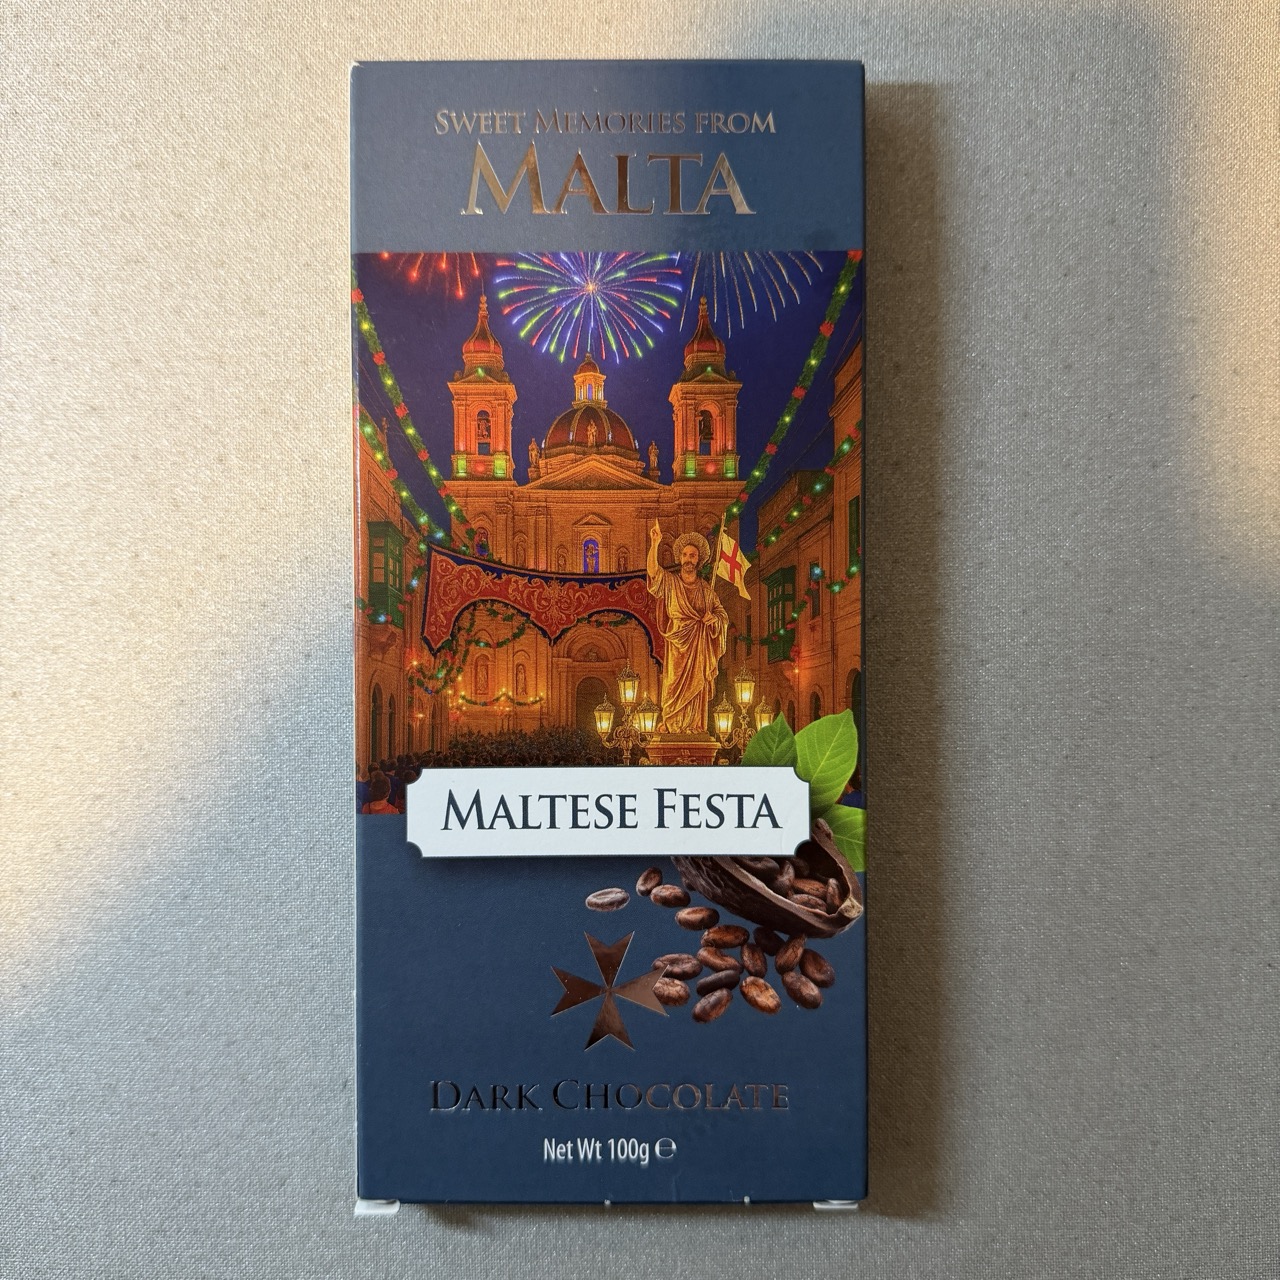 SWEET MEMORIES FROM
MALTA
MALTESE FESTA
DARK CHOCOLATE
Net Wt 100g ℮